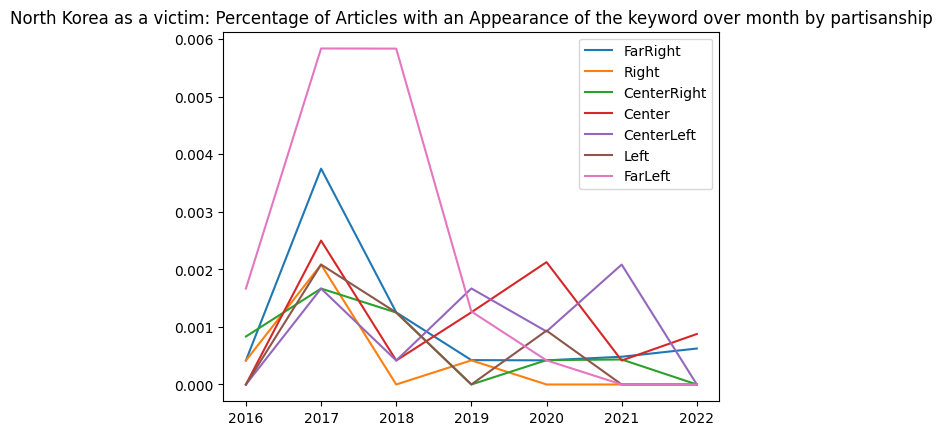 North Korea as a victim: Percentage of Articles with an Appearance of the keyword over month by partisanship
0.006
0.005
0.004
0.003
0.002
0.001
0.000
FarRight
Right
CenterRight
Center
CenterLeft
Left
FarLeft
2016 2017 2018 2019 2020 2021 2022